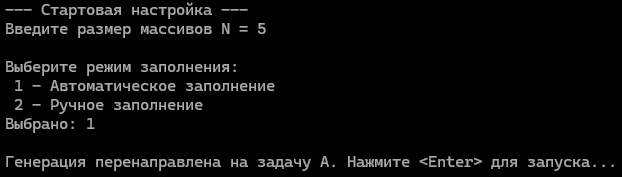 --- Стартовая настройка ---
Введите размер массивов N = 5
Выберите режим заполнения:
1 - Автоматическое заполнение
2 - Ручное заполнение
Выбрано: 1
Генерация перенаправлена на задачу A. Нажмите <Enter> для запуска...